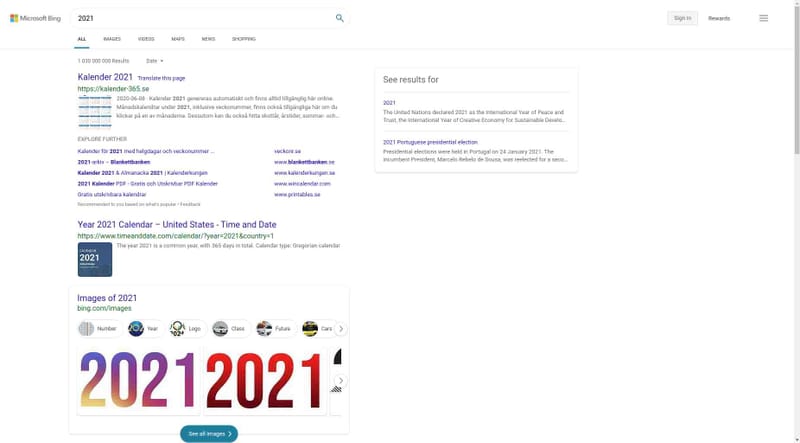 Microsoft Bing
2021
Sign in
Rewards
ALL IMAGES VIDEOS MAPS NEWS SHOPPING
1 030 000 000 Results Date
Kalender 2021 Translate this page
https://kalender-365.se
2020-06-08 · Kalender 2021 genereras automatiskt och finns alltid tillgänglig här online.
Månadskalendrar under 2021, inklusive veckonummer, finns också tillgängliga här om du
klickar på en av månaderna. Dessutom kan du också hitta skottår, årstider, sommar- och...
EXPLORE FURTHER
Kalender för 2021 med helgdagar och veckonummer ... veckonr.se
2021-arkiv – Blankettbanken www.blankettbanken.se
Kalender 2021 & Almanacka 2021 | Kalenderkungen www.kalenderkungen.se
2021 Kalender PDF - Gratis och Utskrivbar PDF Kalender www.wincalendar.com
Gratis utskrivbara kalendrar www.printables.se
Recommended to you based on what's popular • Feedback
Year 2021 Calendar – United States - Time and Date
https://www.timeanddate.com/calendar/?year=2021&country=1
The year 2021 is a common year, with 365 days in total. Calendar type: Gregorian calendar
CALENDAR
2021
Images of 2021
bing.com/images
Number Year Logo Class Future Cars
2021 2021
See all images
See results for
2021
The United Nations declared 2021 as the International Year of Peace and
Trust, the International Year of Creative Economy for Sustainable Develo...
2021 Portuguese presidential election
Presidential elections were held in Portugal on 24 January 2021. The
incumbent President, Marcelo Rebelo de Sousa, was reelected for a seco...